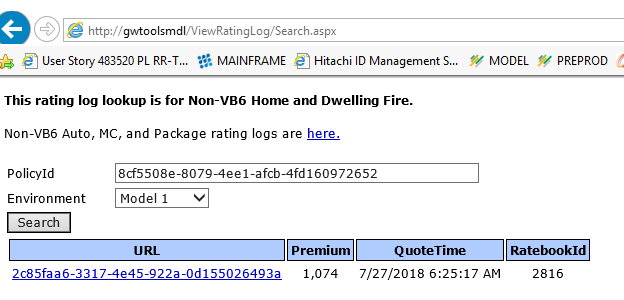 http://gwtoolsmdl/ViewRatingLog/Search.aspx
User Story 483520 PL RR-T... MAINFRAME Hitachi ID Management S... MODEL PREPROD
This rating log lookup is for Non-VB6 Home and Dwelling Fire.
Non-VB6 Auto, MC, and Package rating logs are here.
PolicyId 8cf5508e-8079-4ee1-afcb-4fd160972652
Environment Model 1
Search
URL Premium QuoteTime RatebookId
2c85faa6-3317-4e45-922a-0d155026493a 1,074 7/27/2018 6:25:17 AM 2816